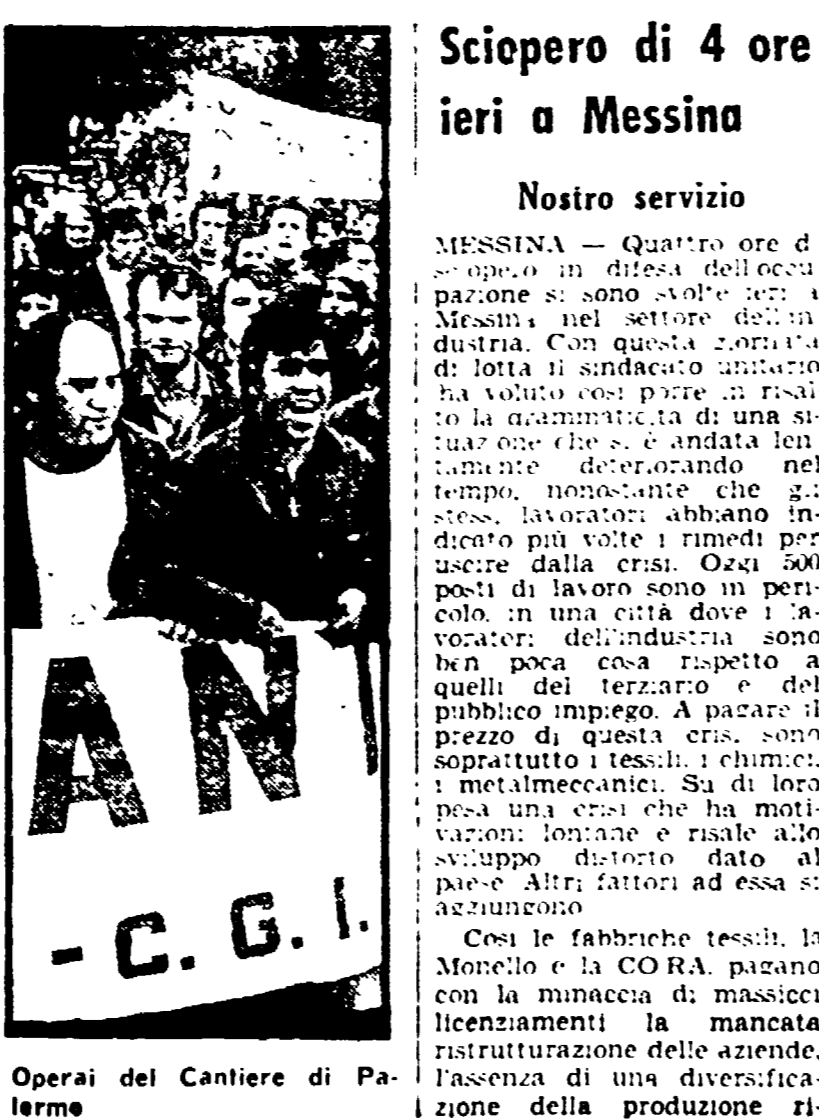 ANI
- C. G. I.
Operai del Cantiere di Pa-
lermo
Sciopero di 4 ore
ieri a Messina
Nostro servizio
MESSINA — Quattro ore d
sciopero in difesa dell'occu
pazione si sono svolte ieri a
Messina nel settore dell'in
dustria. Con questa giornata
di lotta il sindacato unitario
ha voluto così porre in risal
to la grammaticità di una si-
tuazione che si è andata len
tamente deteriorando nel
tempo, nonostante che gli
stessi lavoratori abbiano in-
dicato più volte i rimedi per
uscire dalla crisi. Oggi 500
posti di lavoro sono in peri-
colo, in una città dove i la-
voratori dell'industria sono
ben poca cosa rispetto a
quelli del terziario e del
pubblico impiego. A pagare il
prezzo di questa crisi sono
soprattutto i tessili, i chimici,
i metalmeccanici. Su di loro
pesa una crisi che ha moti-
vazioni lontane e risale allo
sviluppo distorto dato al
paese Altri fattori ad essa si
aggiungono
Così le fabbriche tessili, la
Monello e la CORA, pagano
con la minaccia di massicci
licenziamenti la mancata
ristrutturazione delle aziende,
l'assenza di una diversifica-
zione della produzione ri-